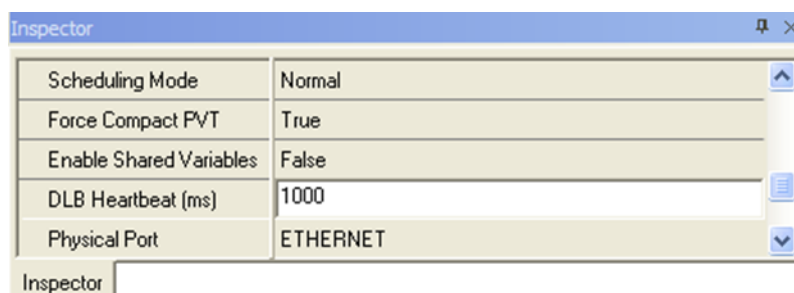 Inspector
Scheduling Mode Normal
Force Compact PVT True
Enable Shared Variables False
DLB Heartbeat (ms) 1000
Physical Port ETHERNET
Inspector